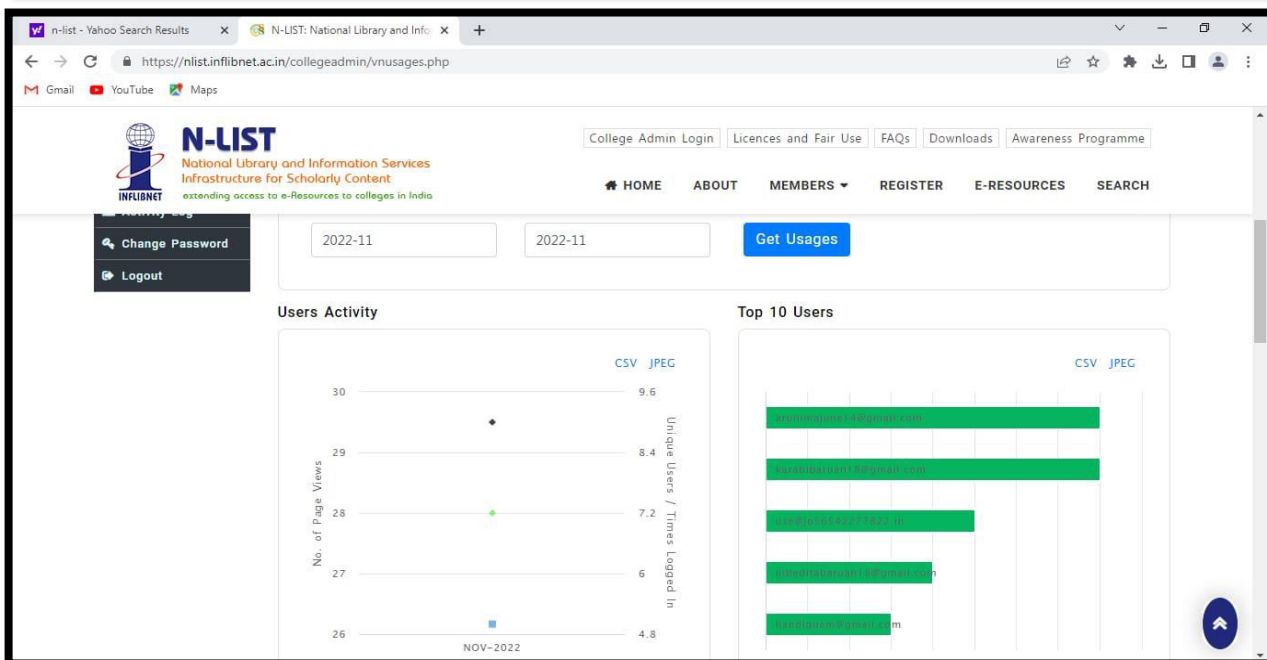 n-list - Yahoo Search Results
N-LIST: National Library and Info
https://nlist.inflibnet.ac.in/collegeadmin/vnusages.php
Gmail YouTube Maps
INFLIBNET
N-LIST
National Library and Information Services
Infrastructure for Scholarly Content
extending access to e-Resources to colleges in India
College Admin Login Licences and Fair Use FAQs Downloads Awareness Programme
HOME ABOUT MEMBERS REGISTER E-RESOURCES SEARCH
Activity Log
Change Password
Logout
2022-11 2022-11 Get Usages
Users Activity
CSV JPEG
No. of Page Views
30
29
28
27
26
9.6
8.4
7.2
6
4.8
Unique Users / Times Logged In
NOV-2022
Top 10 Users
CSV JPEG